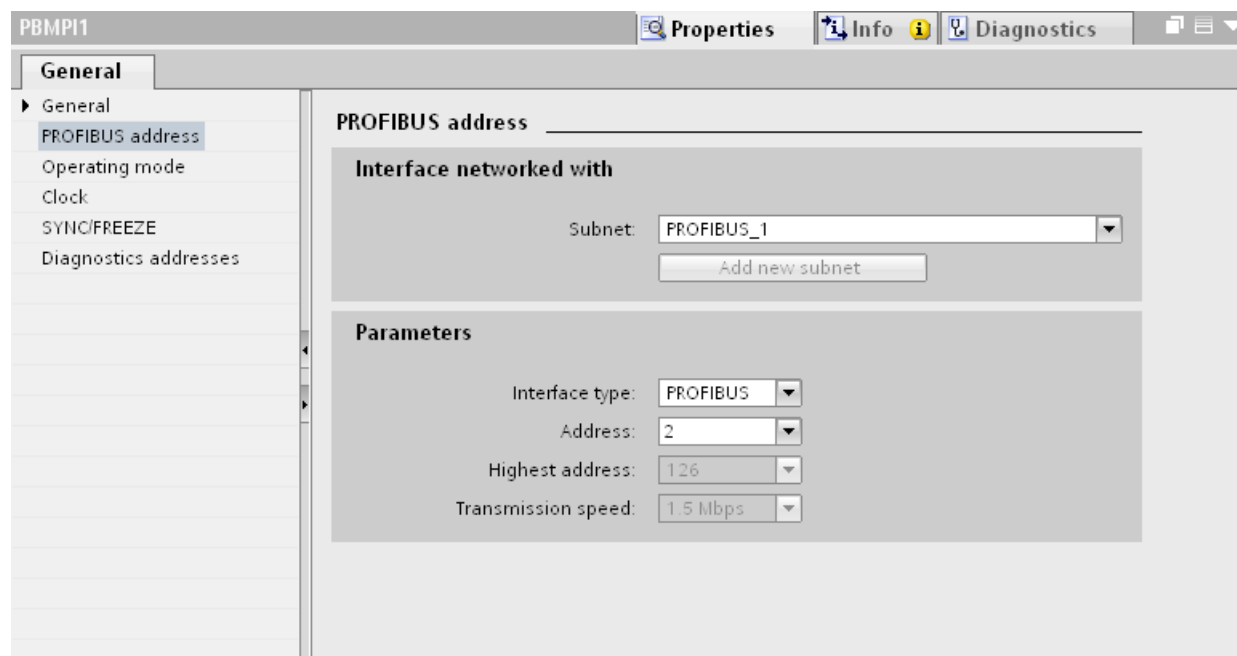 PBMPI1
Properties
Info
Diagnostics
General
General
PROFIBUS address
Operating mode
Clock
SYNC/FREEZE
Diagnostics addresses
PROFIBUS address
Interface networked with
Subnet: PROFIBUS_1
Add new subnet
Parameters
Interface type: PROFIBUS
Address: 2
Highest address: 126
Transmission speed: 1.5 Mbps